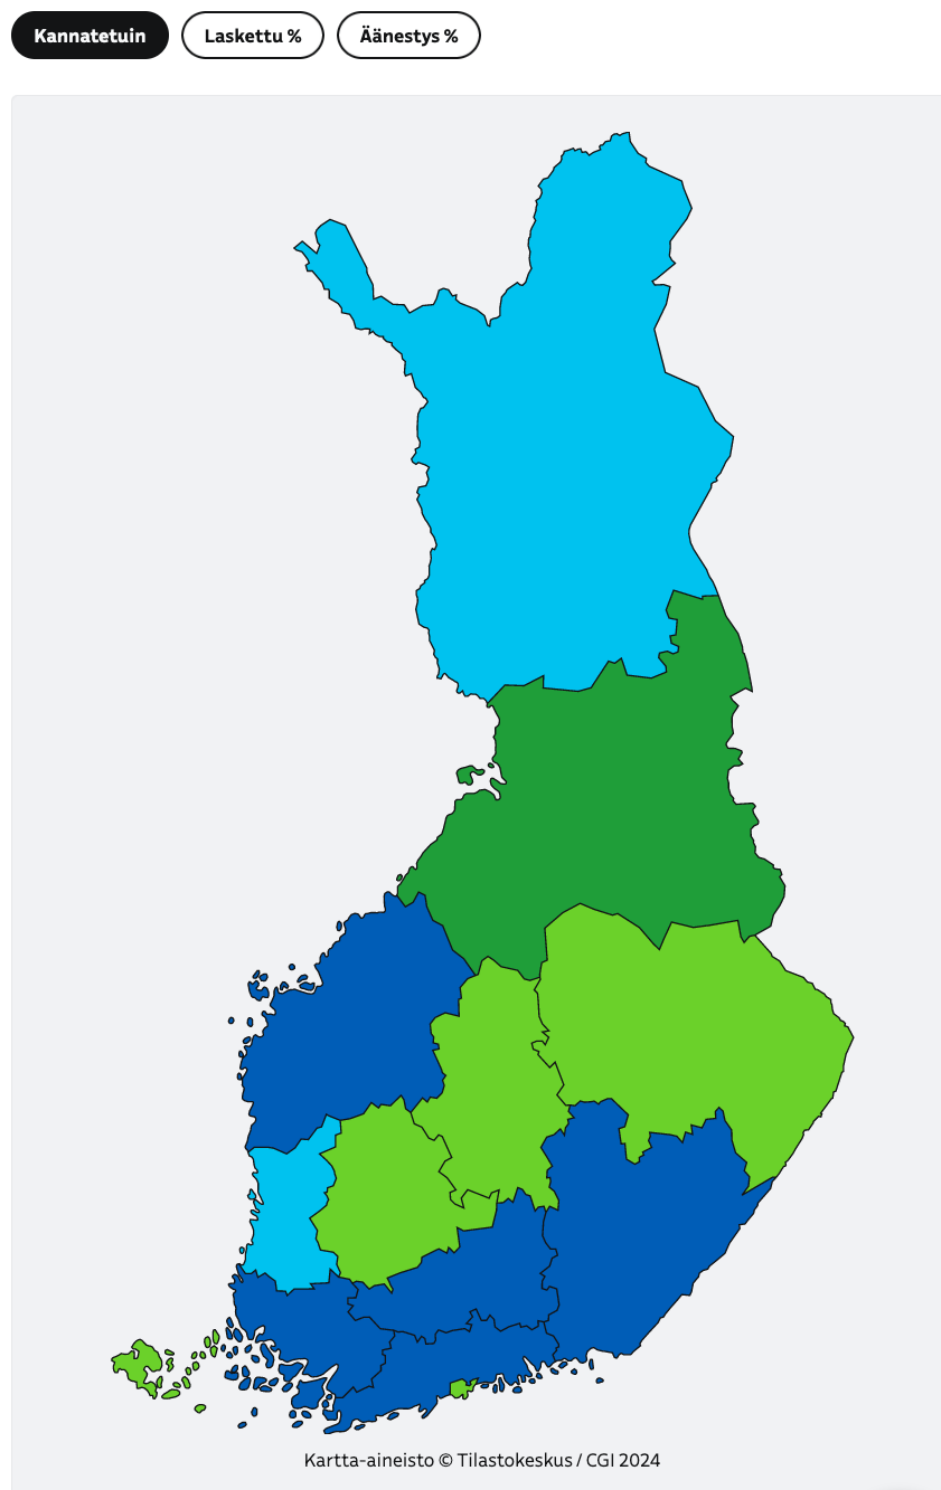 Kannatetuin
Laskettu %
Äänestys %
Kartta-aineisto © Tilastokeskus / CGI 2024